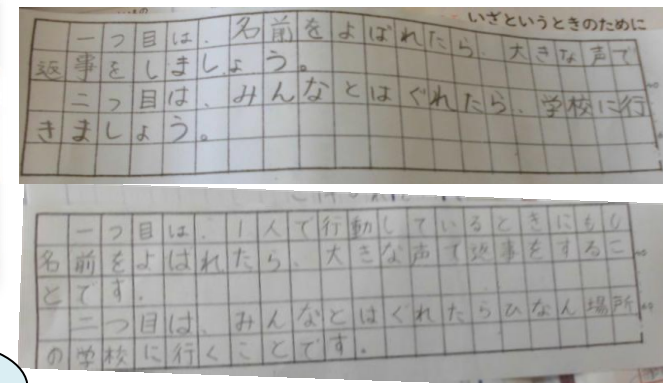 いざというときのために
一つ目は、名前をよばれたら、大きな声で
返事をしましょう。
二つ目は、みんなとはぐれたら、学校に行
きましょう。
一つ目は、1人で行動しているときにもし
名前をよばれたら、大きな声で返事をするこ
とです。
二つ目は、みんなとはぐれたらひなん場所
の学校に行くことです。